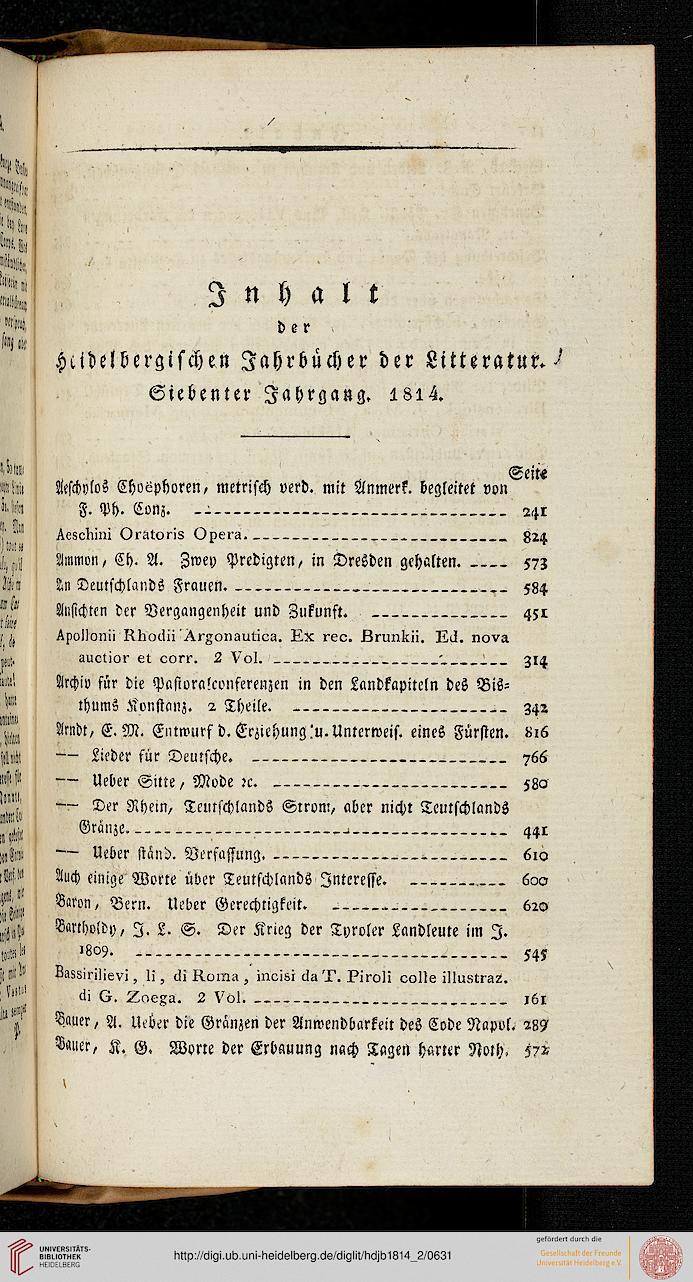 Inhalt
der
Heidelbergischen Jahrbücher der Litteratur.
Siebenter Jahrgang. 1814.
Seite
Aeschylos Choëphoren, metrisch verd. mit Anmerk. begleitet von
F. Ph. Conz. 241
Aeschini Oratoris Opera. 824
Ammon, Ch. A. Zwey Predigten, in Dresden gehalten. 573
An Deutschlands Frauen. 584
Ansichten der Vergangenheit und Zukunft. 451
Apollonii Rhodii Argonautica. Ex rec. Brunkii. Ed. nova
auctior et corr. 2 Vol. 314
Archiv für die Pastoralconferenzen in den Landkapiteln des Bis-
thums Konstanz. 2 Theile. 342
Arndt, E. M. Entwurf d. Erziehung u. Unterweis. eines Fürsten. 816
—— Lieder für Deutsche. 766
—— Ueber Sitte, Mode ꝛc. 580
—— Der Rhein, Teutschlands Strom, aber nicht Teutschlands
Gränze. 441
—— Ueber ständ. Verfassung. 610
Auch einige Worte über Teutschlands Interesse. 600
Baron, Bern. Ueber Gerechtigkeit. 620
Bartholdy, J. L. S. Der Krieg der Tyroler Landleute im J.
1809. 545
Bassirilievi, li, di Roma, incisi da T. Piroli colle illustraz.
di G. Zoega. 2 Vol. 161
Bauer, A. Ueber die Gränzen der Anwendbarkeit des Code Napol. 289
Bauer, K. G. Worte der Erbauung nach Tagen harter Noth. 572
UNIVERSITÄTS-
BIBLIOTHEK
HEIDELBERG
http://digi.ub.uni-heidelberg.de/diglit/hdjb1814_2/0631
gefördert durch die
Gesellschaft der Freunde
Universität Heidelberg e.V.